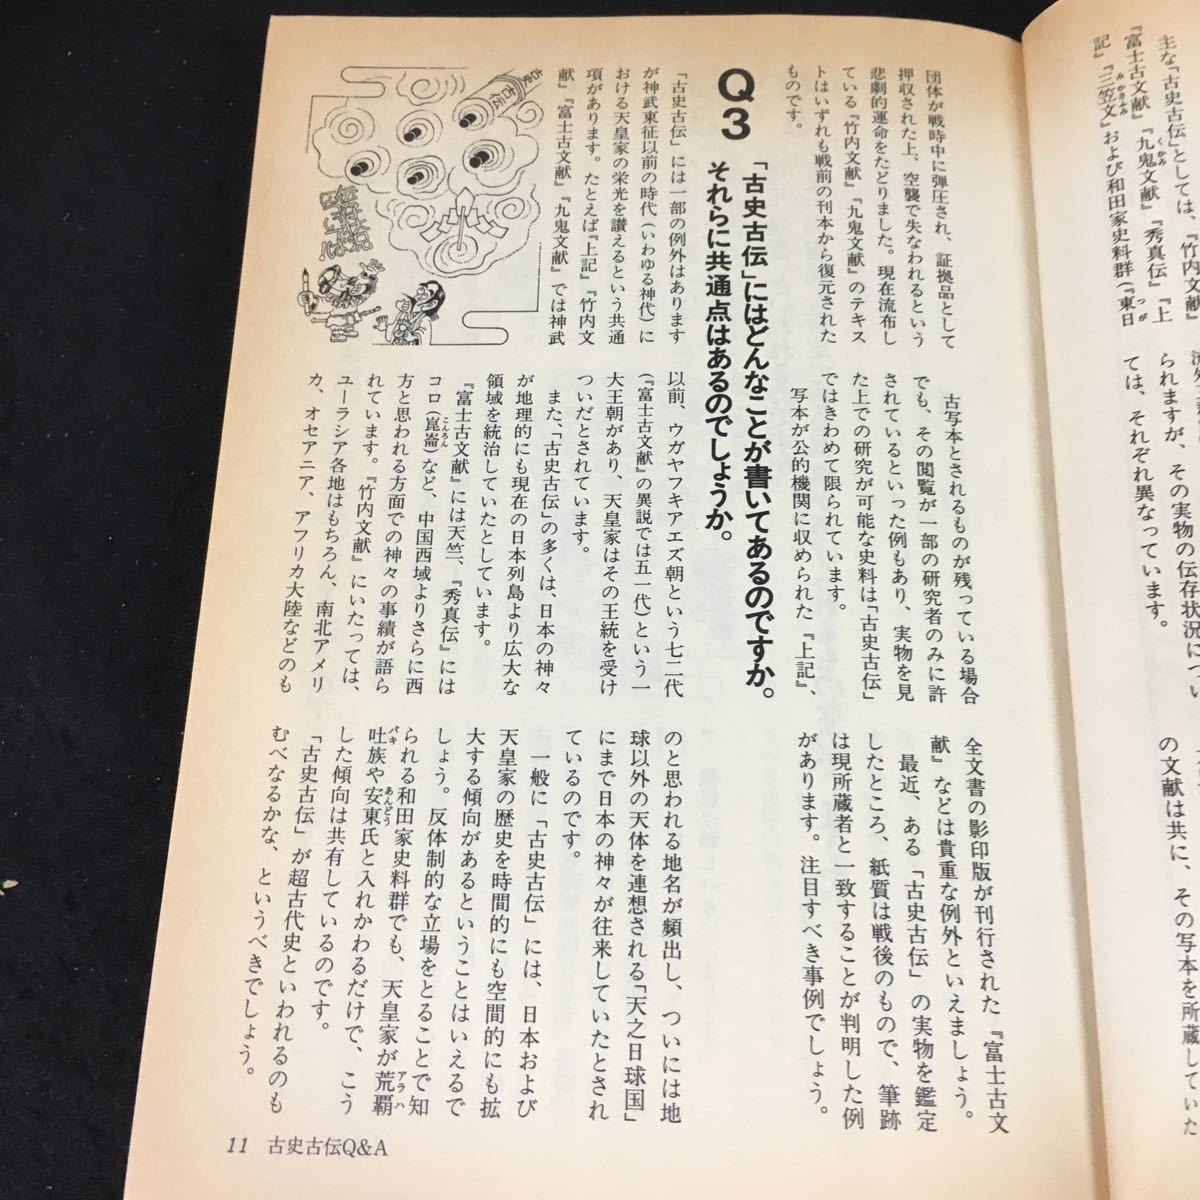 主な「古史古伝」としては、『竹内文献』
『富士古文献』『九鬼文献』『秀真伝』『上
記』『三笠文』および和田家史料群(『東日
られますが、その実物の伝存状況につい
ては、それぞれ異なっています。
の文献は共に、その写本を所蔵していた
団体が戦時中に弾圧され、証拠品として
押収された上、空襲で失なわれるという
悲劇的運命をたどりました。現在流布し
ている『竹内文献』『九鬼文献』のテキス
トはいずれも戦前の刊本から復元された
ものです。
古写本とされるものが残っている場合
でも、その閲覧が一部の研究者のみに許
されているといった例もあり、実物を見
た上での研究が可能な史料は「古史古伝」
ではきわめて限られています。
写本が公的機関に収められた『上記』、
全文書の影印版が刊行された『富士古文
献』などは貴重な例外といえましょう。
最近、ある「古史古伝」の実物を鑑定
したところ、紙質は戦後のもので、筆跡
は現所蔵者と一致することが判明した例
があります。注目すべき事例でしょう。
Q3
「古史古伝」にはどんなことが書いてあるのですか。
それらに共通点はあるのでしょうか。
「古史古伝」には一部の例外はあります
が神武東征以前の時代(いわゆる神代)に
おける天皇家の栄光を讃えるという共通
項があります。たとえば『上記』『竹内文
献』『富士古文献』『九鬼文献』では神武
以前、ウガヤフキアエズ朝という七二代
(『富士古文献』の異説では五一代)という一
大王朝があり、天皇家はその王統を受け
ついだとされています。
また、「古史古伝」の多くは、日本の神々
が地理的にも現在の日本列島より広大な
領域を統治していたとしています。
『富士古文献』には天竺、『秀真伝』には
コロ(崑崙)など、中国西域よりさらに西
方と思われる方面での神々の事績が語ら
れています。『竹内文献』にいたっては、
ユーラシア各地はもちろん、南北アメリ
カ、オセアニア、アフリカ大陸などのも
のと思われる地名が頻出し、ついには地
球以外の天体を連想される「天之日球国」
にまで日本の神々が往来していたとされ
ているのです。
一般に「古史古伝」には、日本および
天皇家の歴史を時間的にも空間的にも拡
大する傾向があるということはいえるで
しょう。反体制的な立場をとることで知
られる和田家史料群でも、天皇家が荒覇
吐族や安東氏と入れかわるだけで、こう
した傾向は共有しているのです。
「古史古伝」が超古代史といわれるのも
むべなるかな、というべきでしょう。
古史
古伝
11 古史古伝Q&A